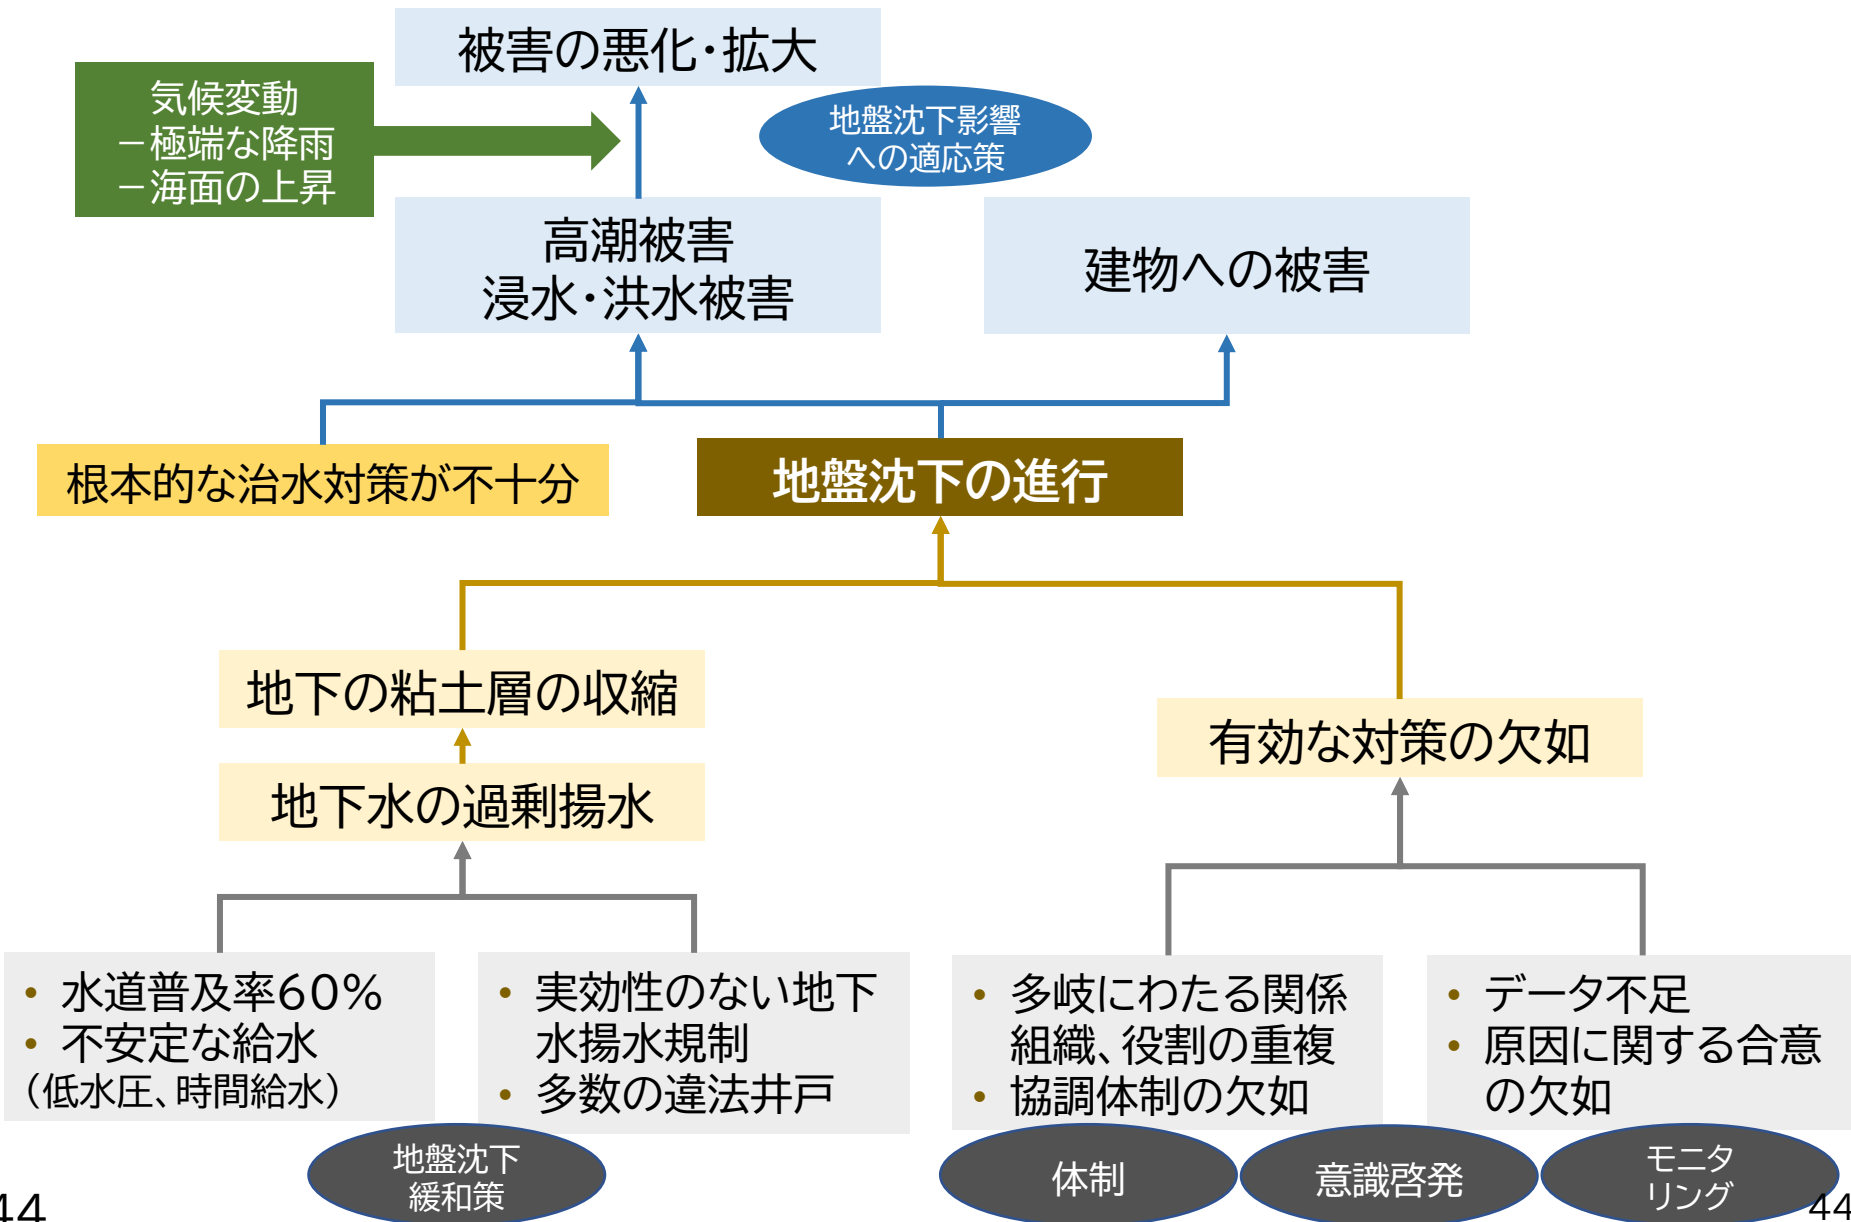 被害の悪化・拡大
気候変動
－極端な降雨
－海面の上昇
地盤沈下影響
への適応策
高潮被害
浸水・洪水被害
建物への被害
根本的な治水対策が不十分
地盤沈下の進行
地下の粘土層の収縮
有効な対策の欠如
地下水の過剰揚水
• 水道普及率60%
• 不安定な給水
（低水圧、時間給水）
• 実効性のない地下
水揚水規制
• 多数の違法井戸
• 多岐にわたる関係
組織、役割の重複
• 協調体制の欠如
• データ不足
• 原因に関する合意
の欠如
地盤沈下
緩和策
体制
意識啓発
モニタ
リング
44
44